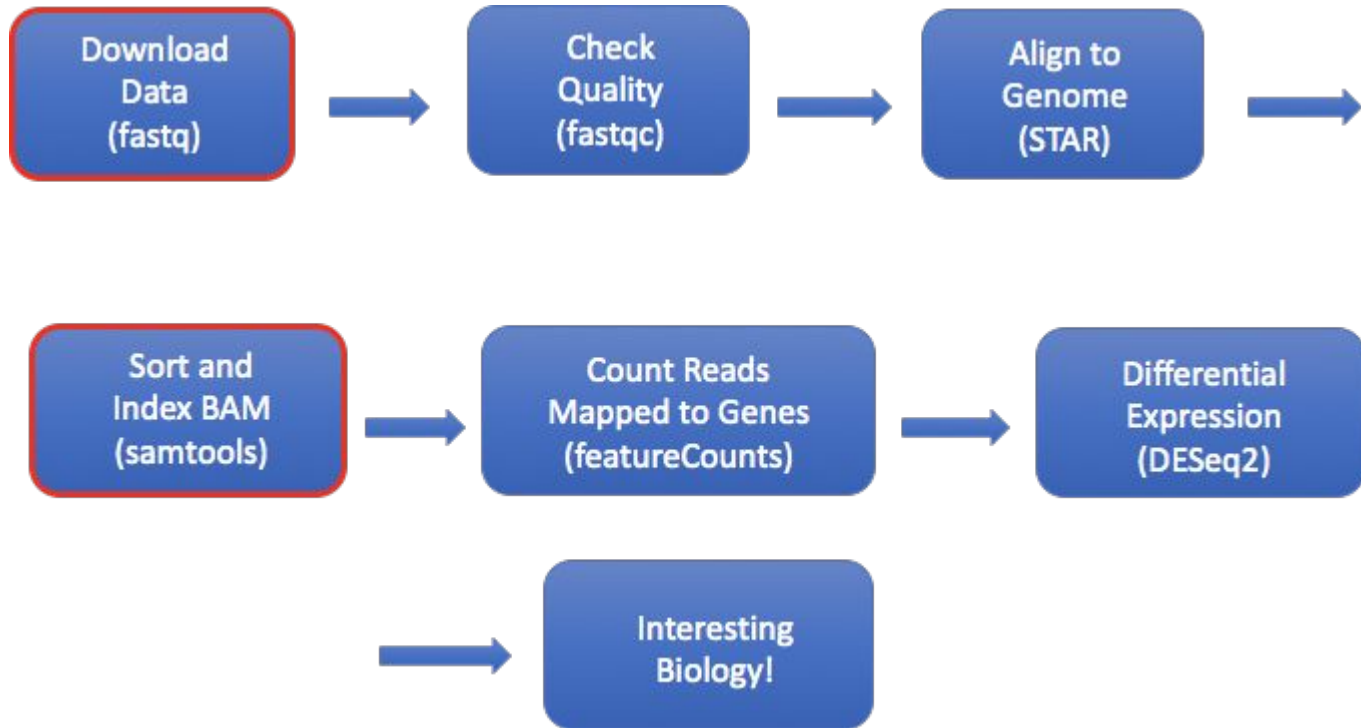 Download
Data
(fastq)
Check
Quality
(fastqc)
Align to
Genome
(STAR)
Sort and
Index BAM
(samtools)
Count Reads
Mapped to Genes
(featureCounts)
Differential
Expression
(DESeq2)
Interesting
Biology!